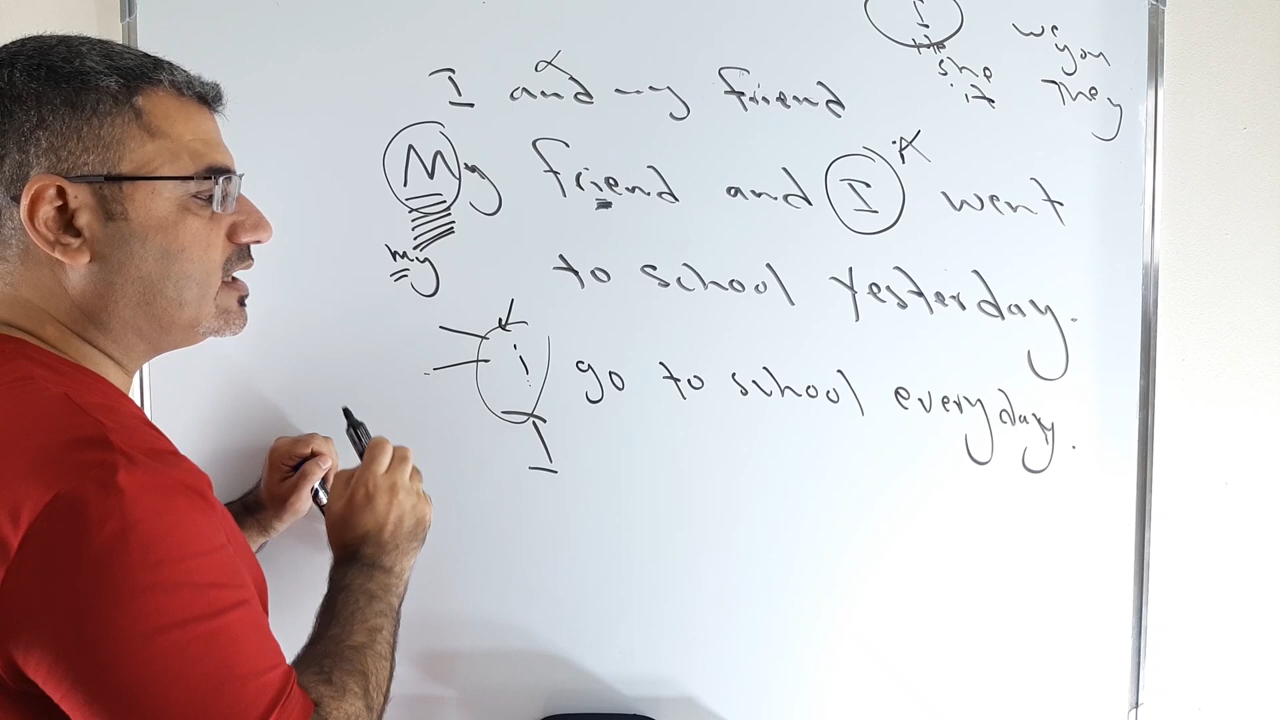 I we
he you
she
it They
I and my friend
My friend and I went
my
to school yesterday.
i go to school everyday.
I